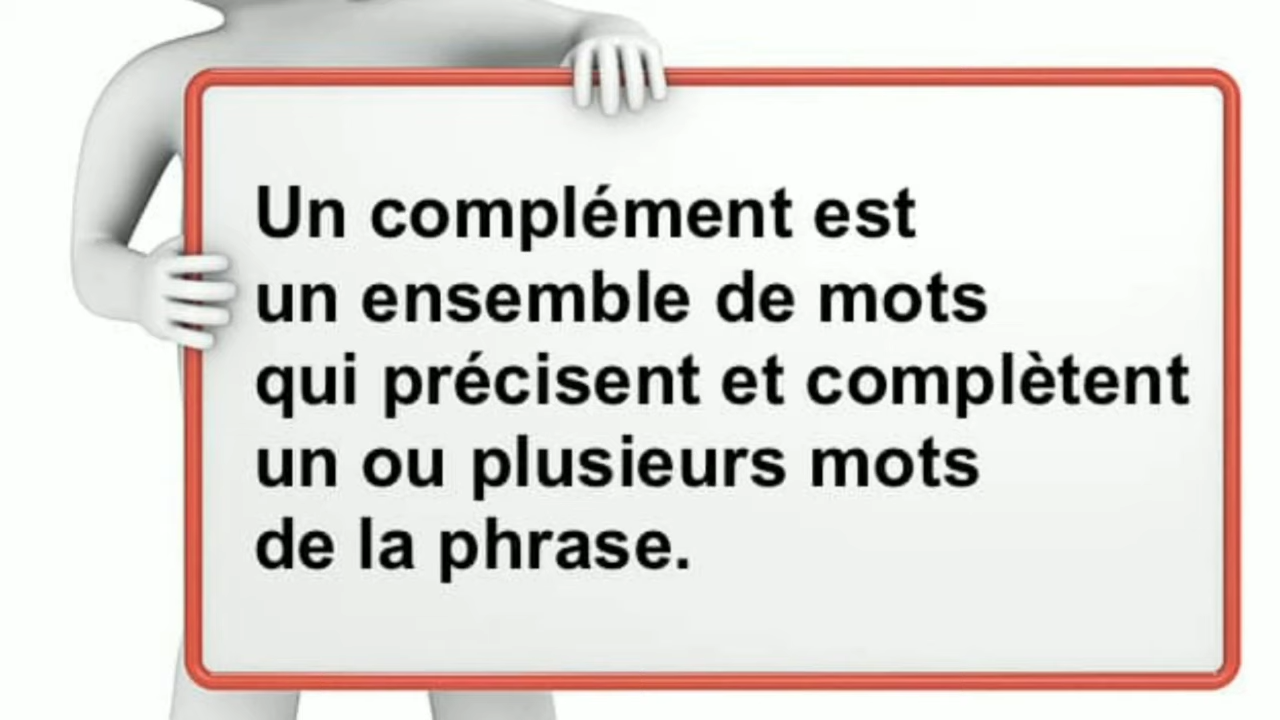 Un complément est
un ensemble de mots
qui précisent et complètent
un ou plusieurs mots
de la phrase.